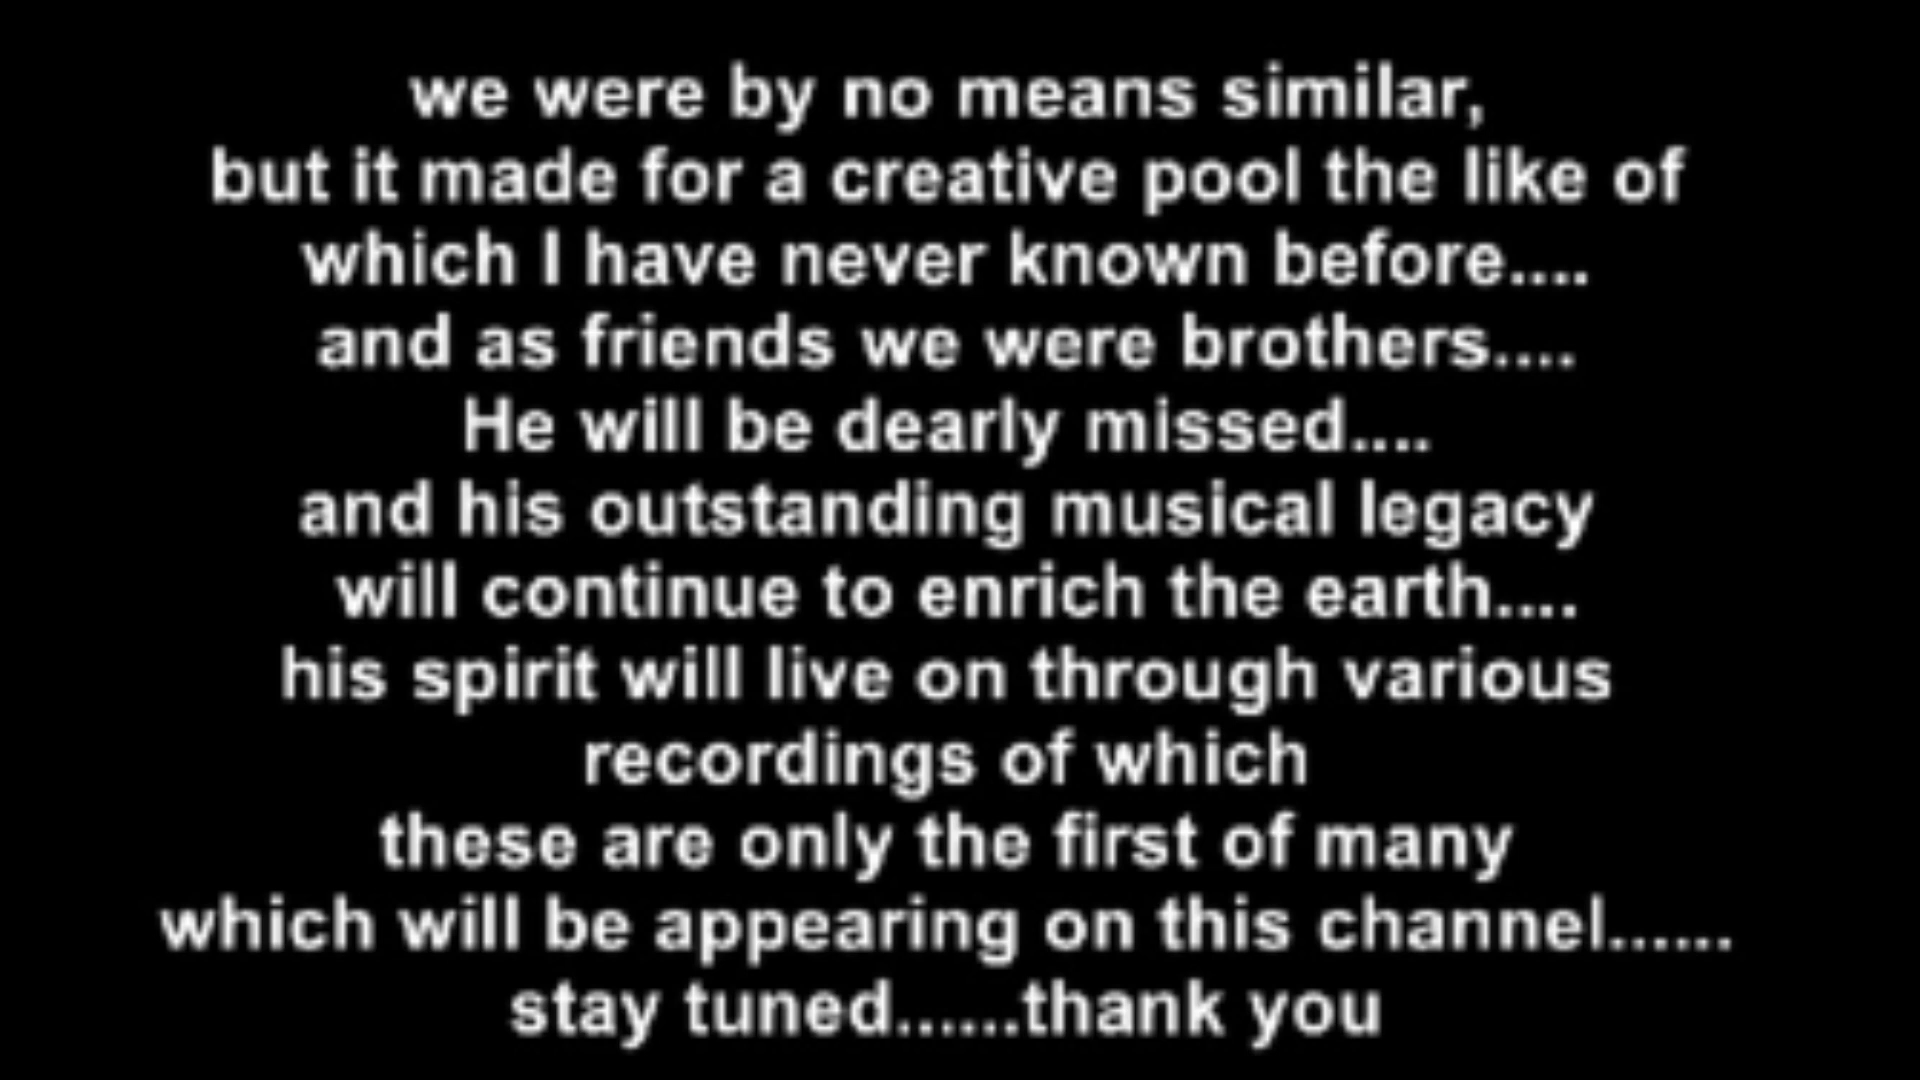 we were by no means similar,
but it made for a creative pool the like of
which I have never known before....
and as friends we were brothers....
He will be dearly missed....
and his outstanding musical legacy
will continue to enrich the earth....
his spirit will live on through various
recordings of which
these are only the first of many
which will be appearing on this channel......
stay tuned......thank you